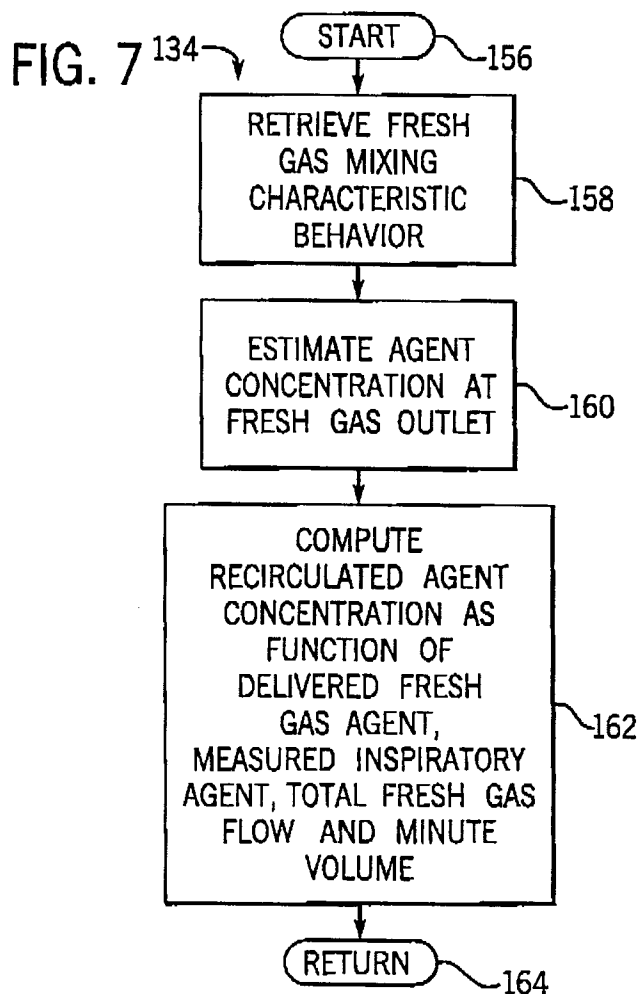 FIG. 7
134
START
156
RETRIEVE FRESH
GAS MIXING
CHARACTERISTIC
BEHAVIOR
158
ESTIMATE AGENT
CONCENTRATION AT
FRESH GAS OUTLET
160
COMPUTE
RECIRCULATED AGENT
CONCENTRATION AS
FUNCTION OF
DELIVERED FRESH
GAS AGENT,
MEASURED INSPIRATORY
AGENT, TOTAL FRESH GAS
FLOW AND MINUTE
VOLUME
162
RETURN
164